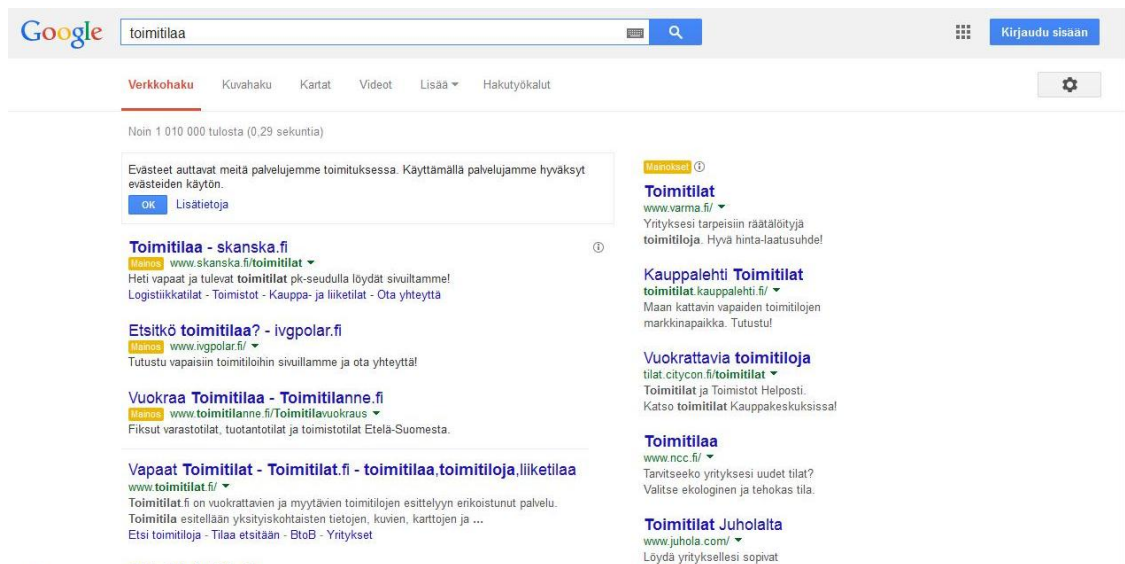 Google
toimitilaa
Kirjaudu sisään
Verkkohaku Kuvahaku Kartat Videot Lisää Hakutyökalut
Noin 1 010 000 tulosta (0,29 sekuntia)
Evästeet auttavat meitä palvelujemme toimituksessa. Käyttämällä palvelujamme hyväksyt
evästeiden käytön.
OK Lisätietoja
Toimitilaa - skanska.fi
Mainos www.skanska.fi/toimitilat
Heti vapaat ja tulevat toimitilat pk-seudulla löydät sivuiltamme!
Logistiikkatilat - Toimistot - Kauppa- ja liiketilat - Ota yhteyttä
Etsitkö toimitilaa? - ivgpolar.fi
Mainos www.ivgpolar.fi/
Tutustu vapaisiin toimitiloihin sivuillamme ja ota yhteyttä!
Vuokraa Toimitilaa - Toimitilanne.fi
Mainos www.toimitilanne.fi/Toimitilavuokraus
Fiksut varastotilat, tuotantotilat ja toimistotilat Etelä-Suomesta.
Vapaat Toimitilat - Toimitilat.fi - toimitilaa,toimitiloja,liiketilaa
www.toimitilat.fi/
Toimitilat.fi on vuokrattavien ja myytävien toimitilojen esittelyyn erikoistunut palvelu.
Toimitila esitellään yksityiskohtaisten tietojen, kuvien, karttojen ja ...
Etsi toimitiloja - Tilaa etsitään - BtoB - Yritykset
Mainokset
Toimitilat
www.varma.fi/
Yrityksesi tarpeisiin räätälöityjä
toimitiloja. Hyvä hinta-laatusuhde!
Kauppalehti Toimitilat
toimitilat.kauppalehti.fi/
Maan kattavin vapaiden toimitilojen
markkinapaikka. Tutustu!
Vuokrattavia toimitiloja
tilat.citycon.fi/toimitilat
Toimitilat ja Toimistot Helposti.
Katso toimitilat Kauppakeskuksissa!
Toimitilaa
www.ncc.fi/
Tarvitseeko yrityksesi uudet tilat?
Valitse ekologinen ja tehokas tila.
Toimitilat Juholalta
www.juhola.com/
Löydä yrityksellesi sopivat